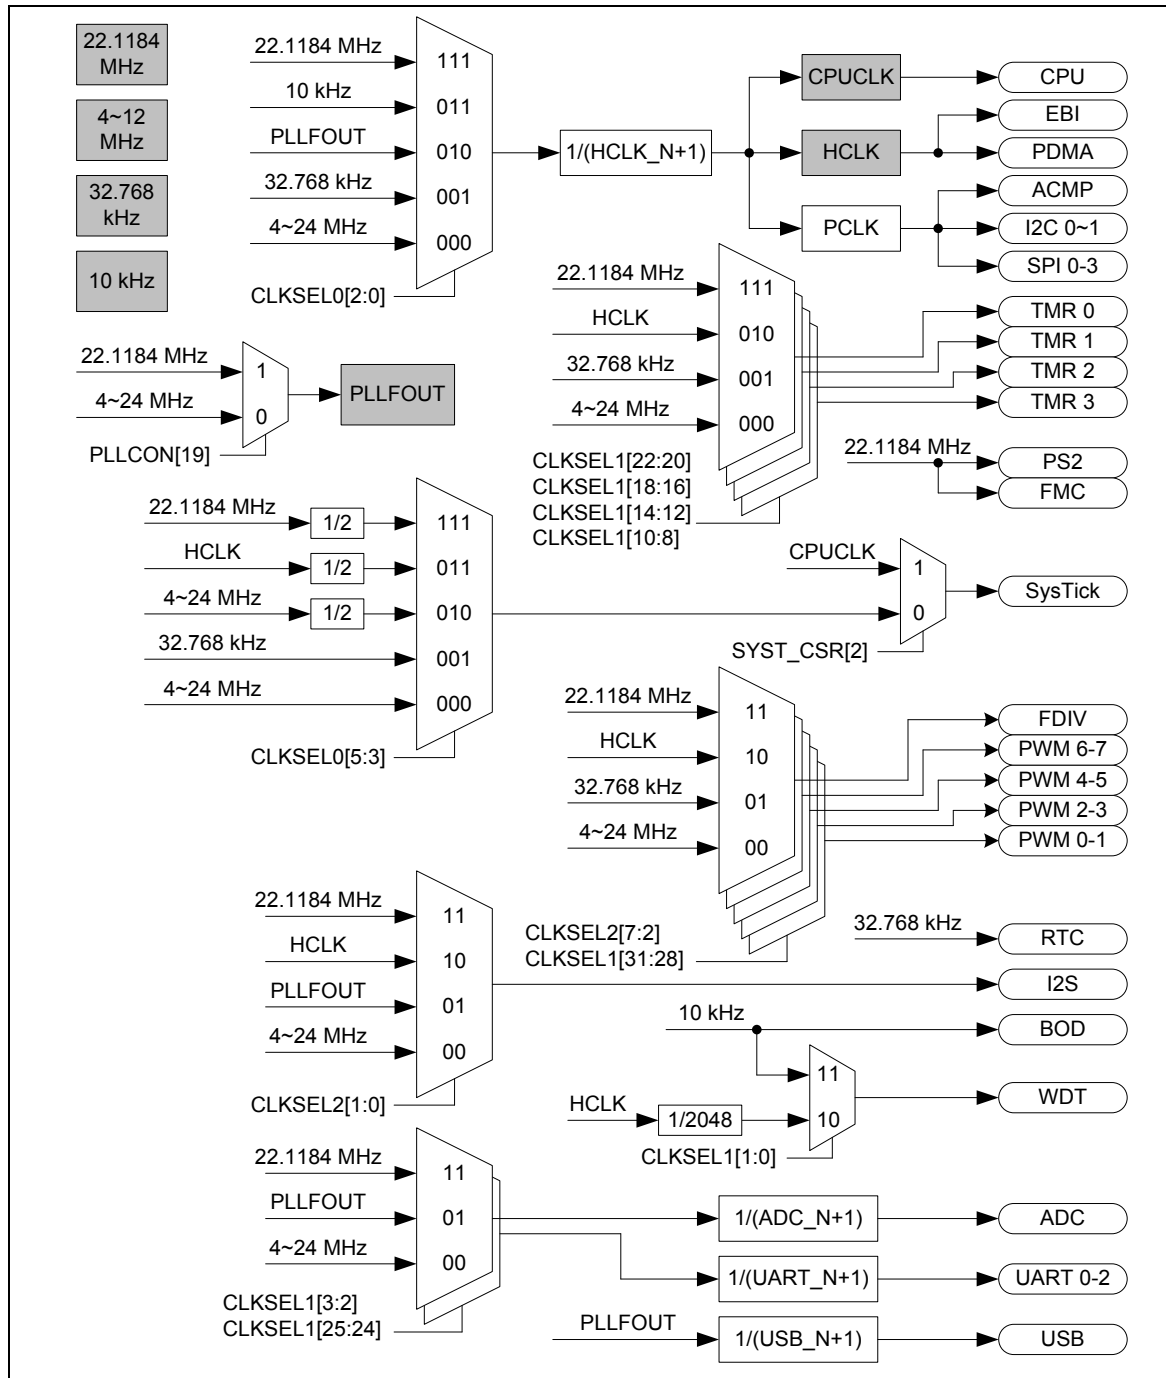 22.1184
MHz
4~12
MHz
32.768
kHz
10 kHz
22.1184 MHz
10 kHz
PLLFOUT
32.768 kHz
4~24 MHz
111
011
010
001
000
CLKSEL0[2:0]
1/(HCLK_N+1)
CPUCLK
HCLK
PCLK
CPU
EBI
PDMA
ACMP
I2C 0~1
SPI 0-3
22.1184 MHz
4~24 MHz
1
0
PLLCON[19]
PLLFOUT
22.1184 MHz
HCLK
32.768 kHz
4~24 MHz
111
010
001
000
CLKSEL1[22:20]
CLKSEL1[18:16]
CLKSEL1[14:12]
CLKSEL1[10:8]
TMR 0
TMR 1
TMR 2
TMR 3
22.1184 MHz
PS2
FMC
22.1184 MHz
HCLK
4~24 MHz
32.768 kHz
4~24 MHz
1/2
1/2
1/2
111
011
010
001
000
CLKSEL0[5:3]
CPUCLK
1
0
SYST_CSR[2]
SysTick
22.1184 MHz
HCLK
32.768 kHz
4~24 MHz
11
10
01
00
CLKSEL2[7:2]
CLKSEL1[31:28]
FDIV
PWM 6-7
PWM 4-5
PWM 2-3
PWM 0-1
32.768 kHz
RTC
22.1184 MHz
HCLK
PLLFOUT
4~24 MHz
11
10
01
00
CLKSEL2[1:0]
I2S
10 kHz
BOD
HCLK
1/2048
11
10
CLKSEL1[1:0]
WDT
22.1184 MHz
PLLFOUT
4~24 MHz
11
01
00
CLKSEL1[3:2]
CLKSEL1[25:24]
1/(ADC_N+1)
ADC
1/(UART_N+1)
UART 0-2
PLLFOUT
1/(USB_N+1)
USB